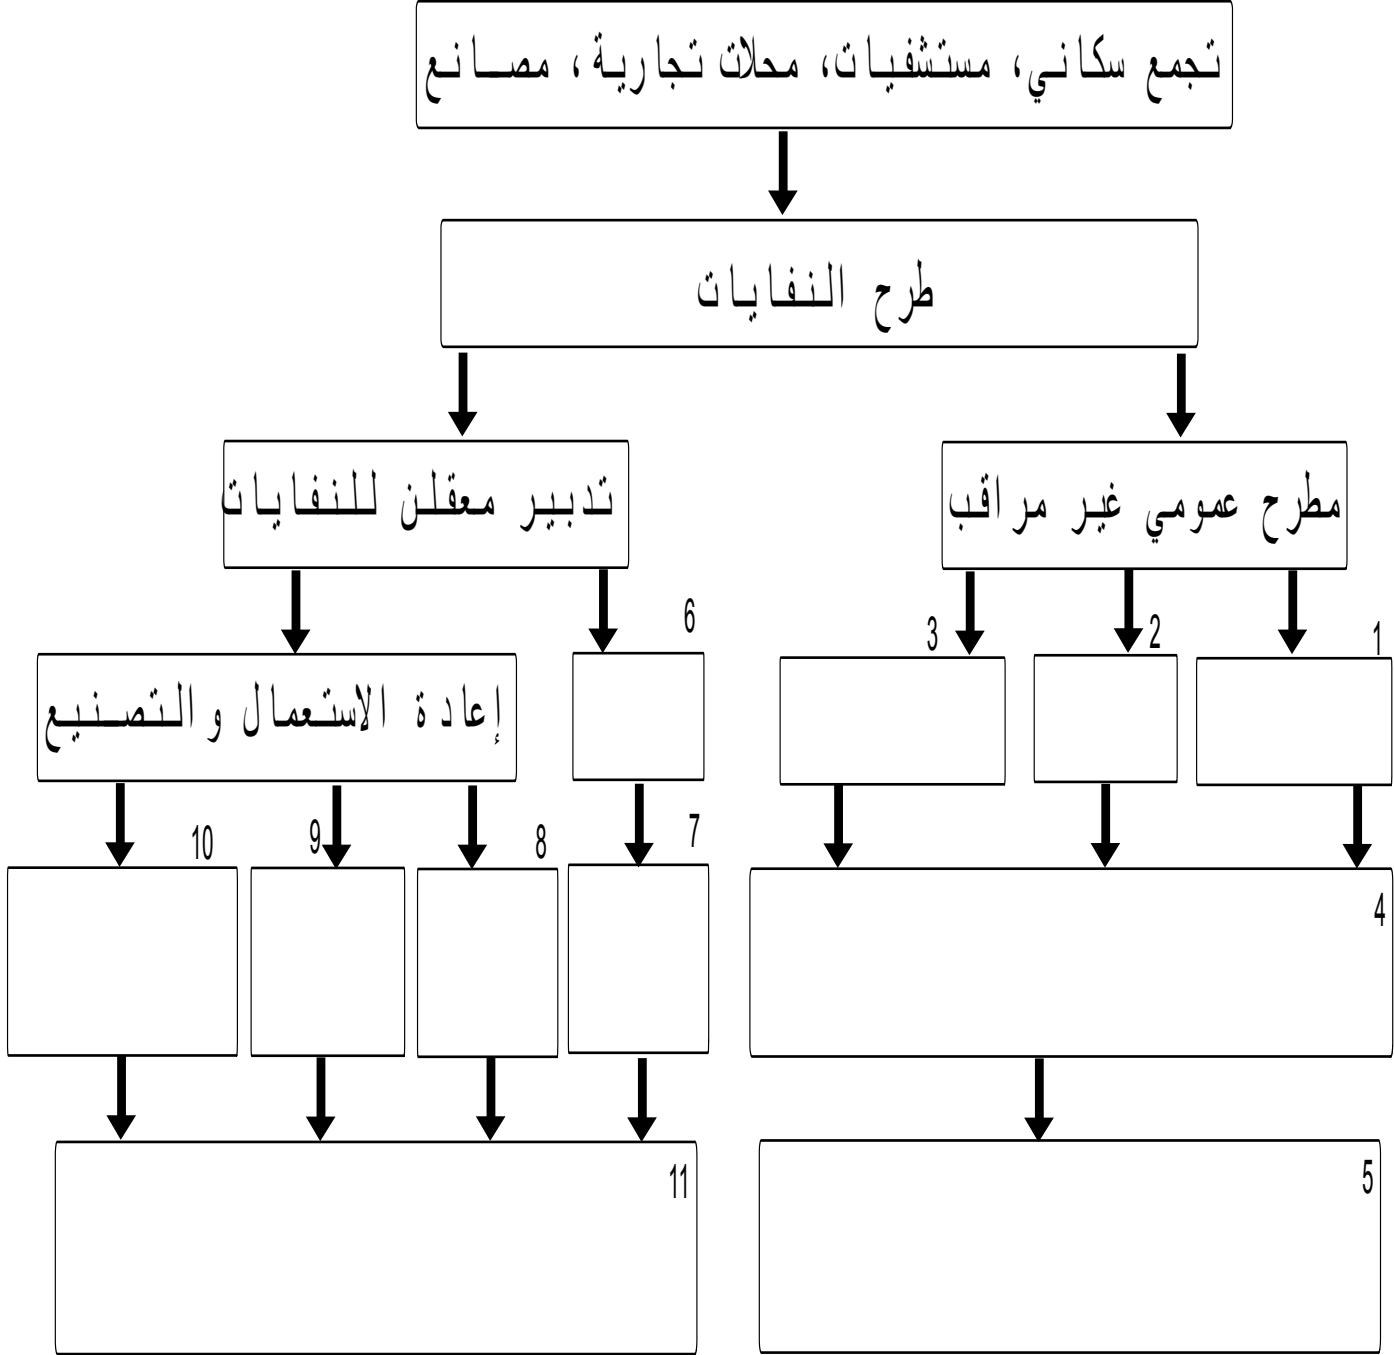 تجمع سكاني، مستشفيات، محلات تجارية، مصانع
طرح النفايات
مطرح عمومي غير مراقب
تدبير معقلن للنفايات
1
2
3
6
إعادة الاستعمال والتصنيع
4
7
8
9
10
5
11